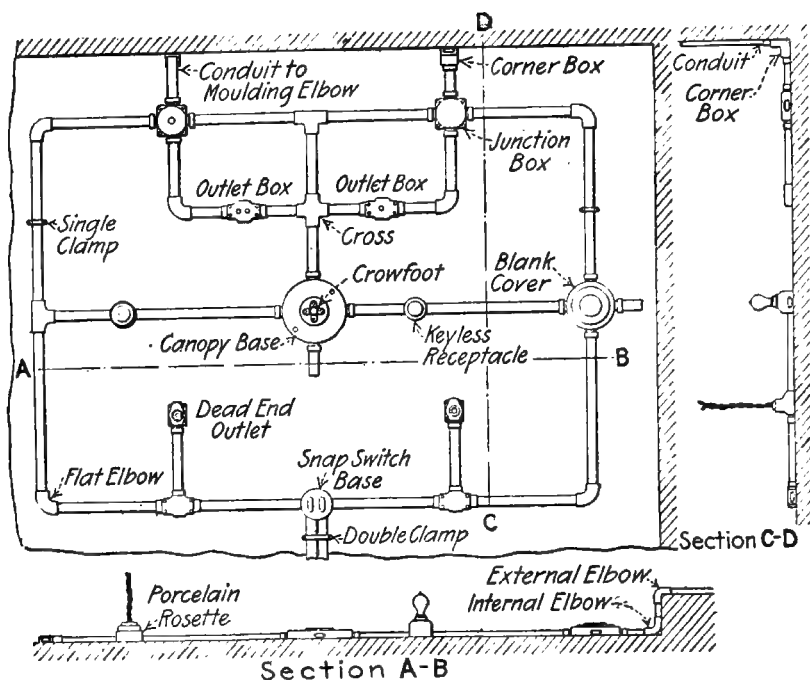 D
Conduit to
Moulding Elbow
Corner Box
Conduit
Corner
Box
Junction
Box
Outlet Box
Outlet Box
Single
Clamp
Cross
Crowfoot
Blank
Cover
Canopy Base
Keyless
Receptacle
A
B
Dead End
Outlet
Flat Elbow
Snap Switch
Base
C
Double Clamp
Section C-D
External Elbow
Internal Elbow
Porcelain
Rosette
Section A-B